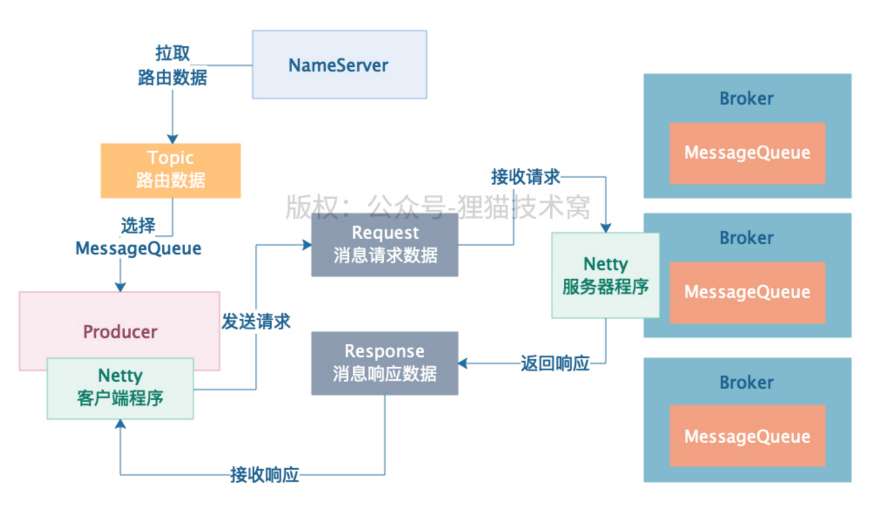 拉取
路由数据
NameServer
Topic
路由数据
选择
MessageQueue
Producer
Netty
客户端程序
发送请求
Request
消息请求数据
接收请求
Netty
服务器程序
返回响应
Response
消息响应数据
接收响应
Broker
MessageQueue
Broker
MessageQueue
Broker
MessageQueue
版权：公众号-狸猫技术窝